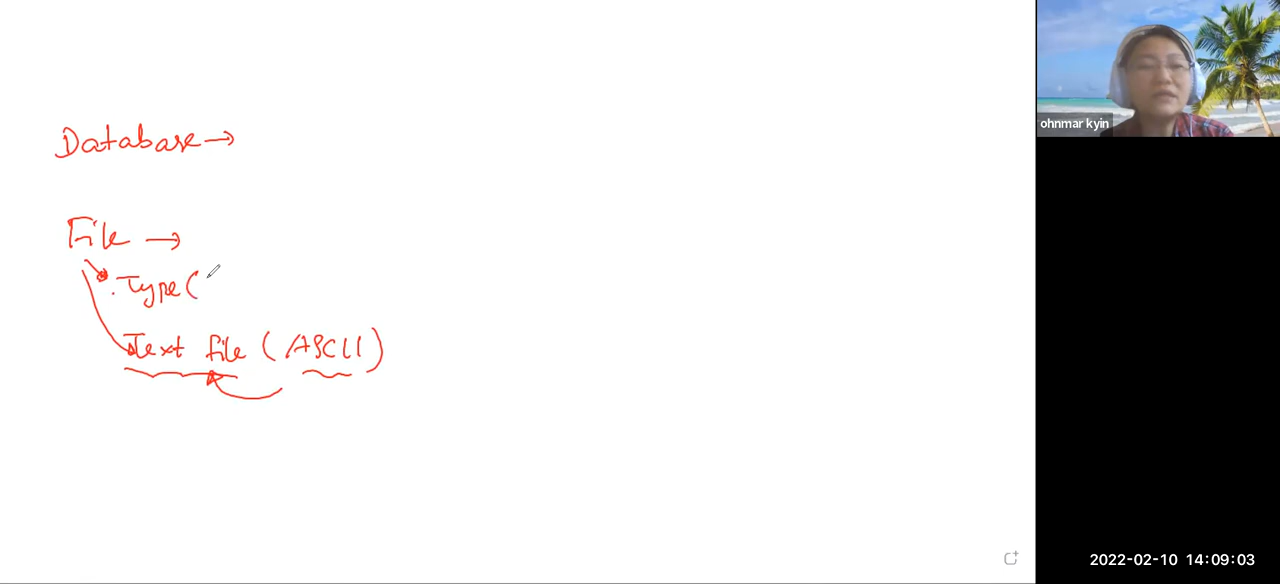 Database →
File →
.Type (
Text file (ASCII)
ohnmar kyin
2022-02-10 14:09:03